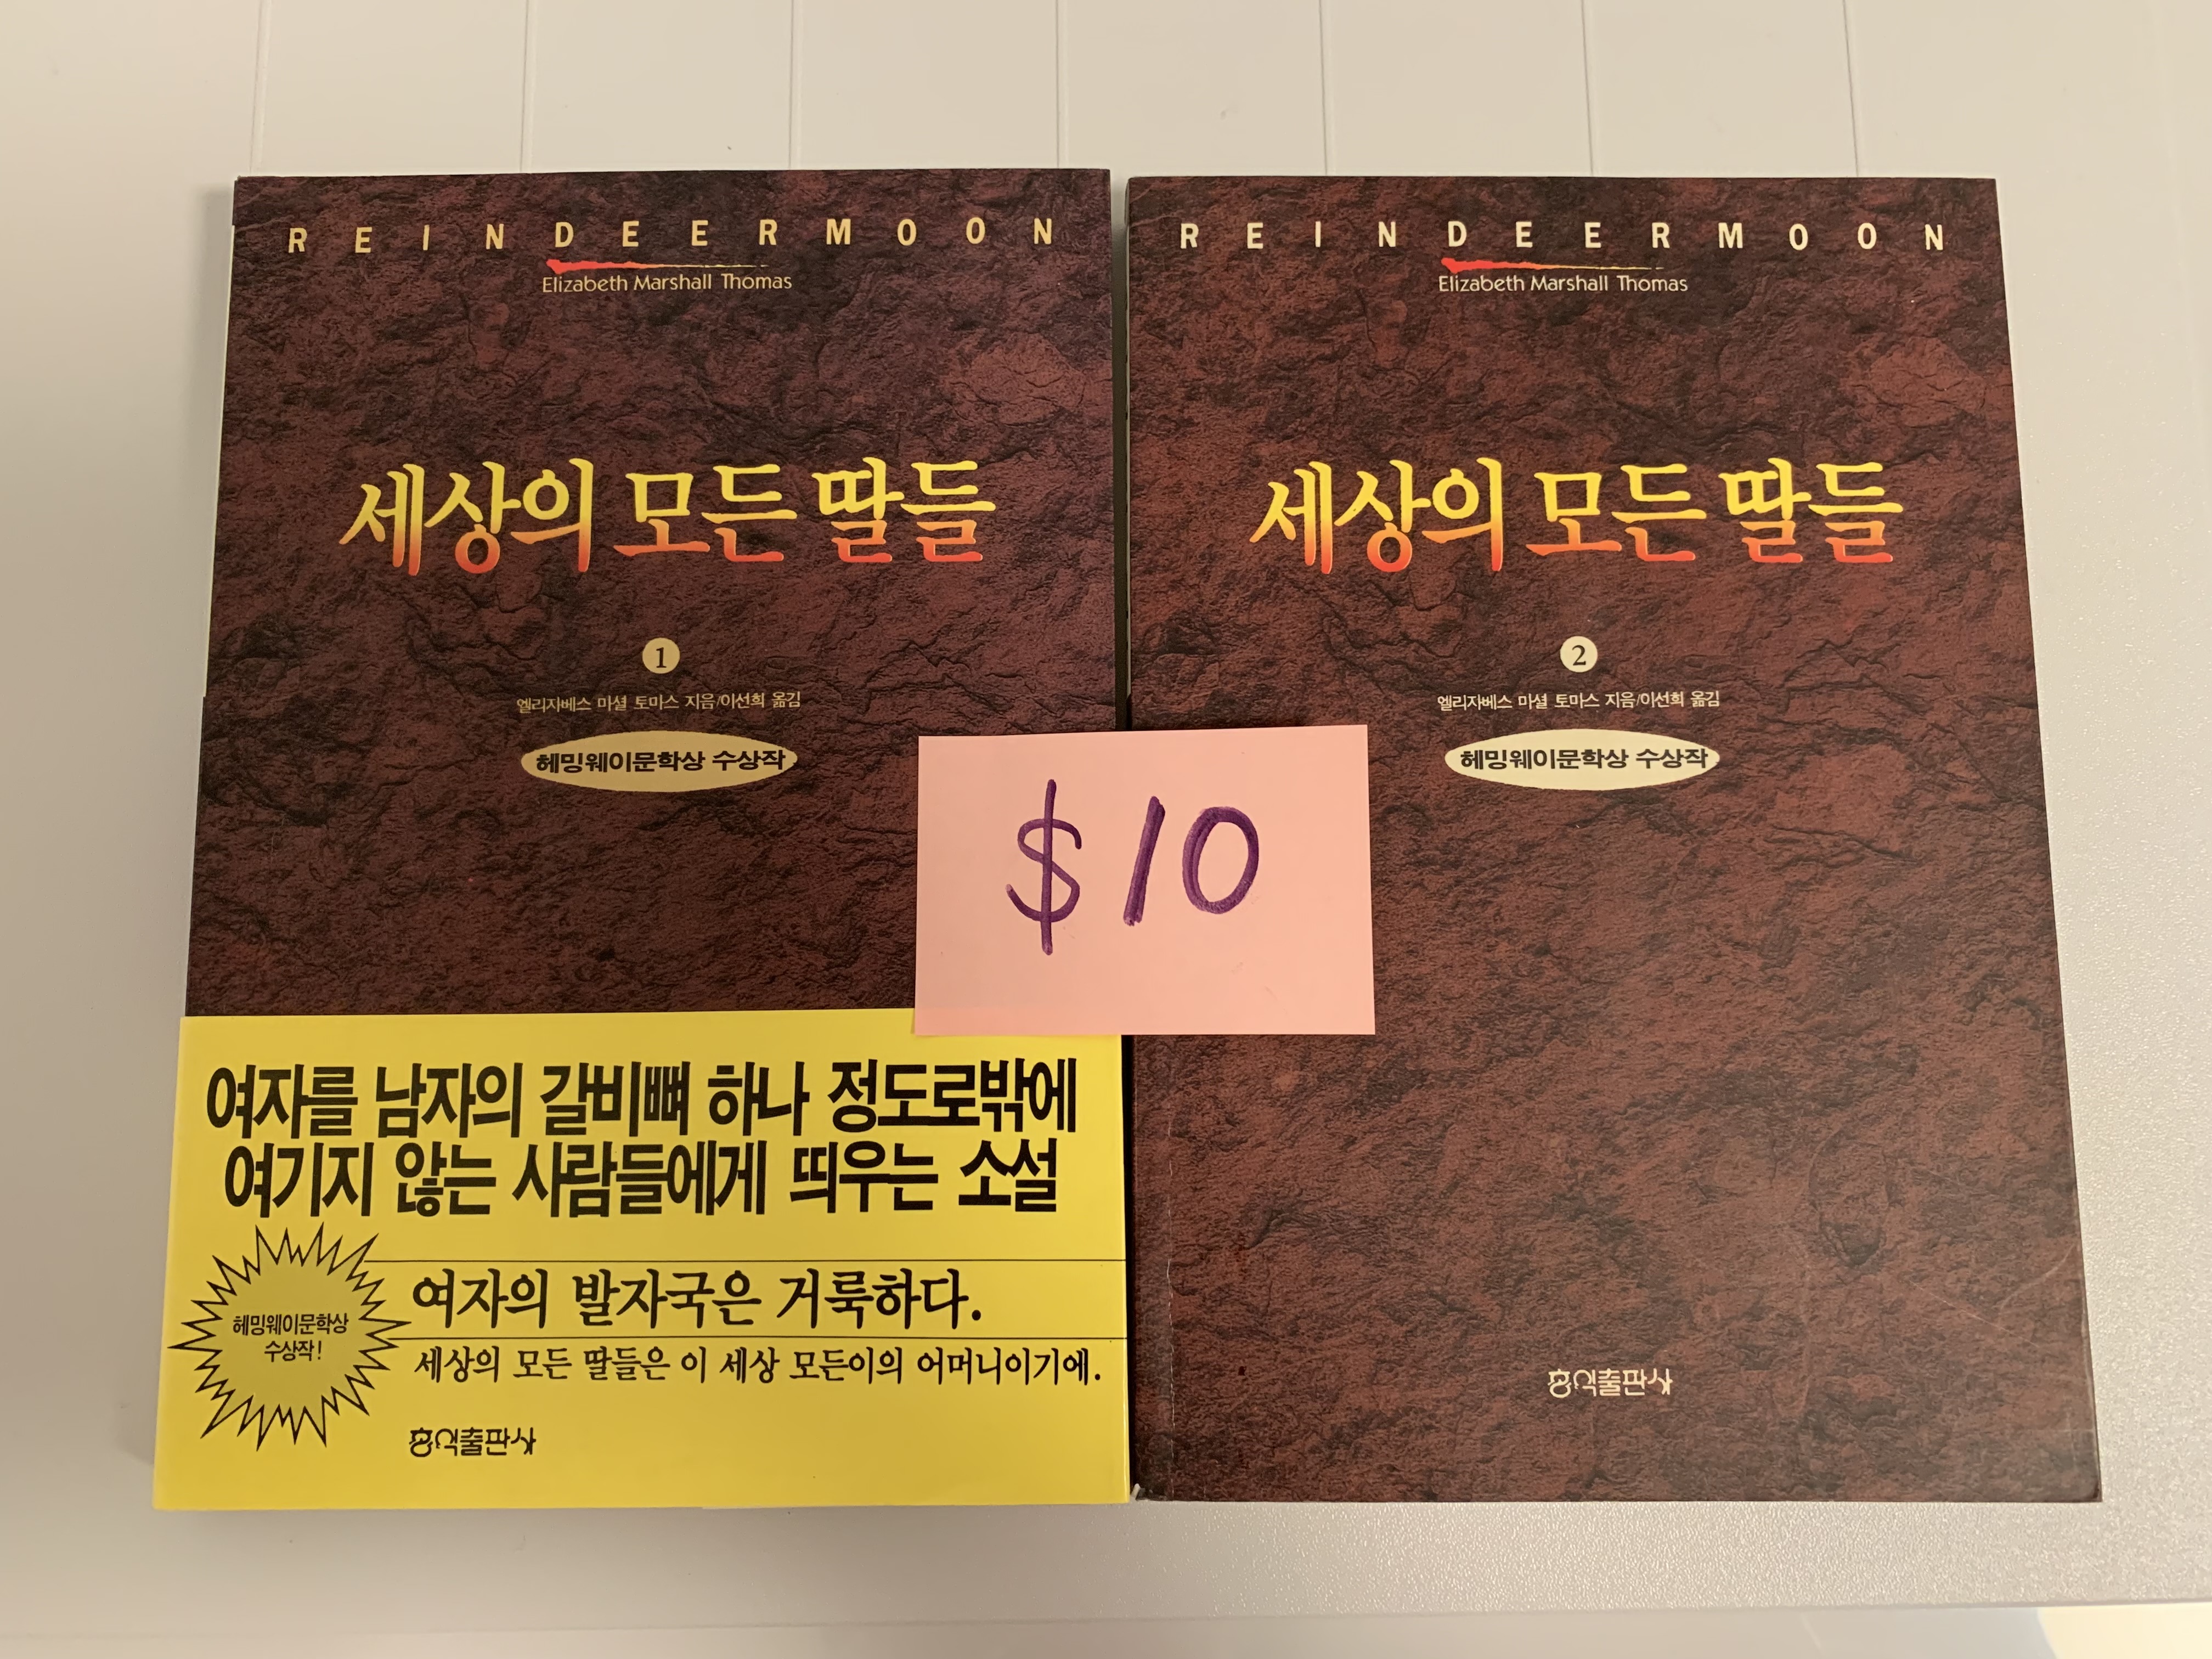 REINDEERMOON
Elizabeth Marshall Thomas
세상의 모든 딸들
1
엘리자베스 마셜 토마스 지음/이선희 옮김
헤밍웨이문학상 수상작
여자를 남자의 갈비뼈 하나 정도로밖에
여기지 않는 사람들에게 띄우는 소설
헤밍웨이문학상
수상작!
여자의 발자국은 거룩하다.
세상의 모든 딸들은 이 세상 모든이의 어머니이기에.
홍익출판사
$10
REINDEERMOON
Elizabeth Marshall Thomas
세상의 모든 딸들
2
엘리자베스 마셜 토마스 지음/이선희 옮김
헤밍웨이문학상 수상작
홍익출판사